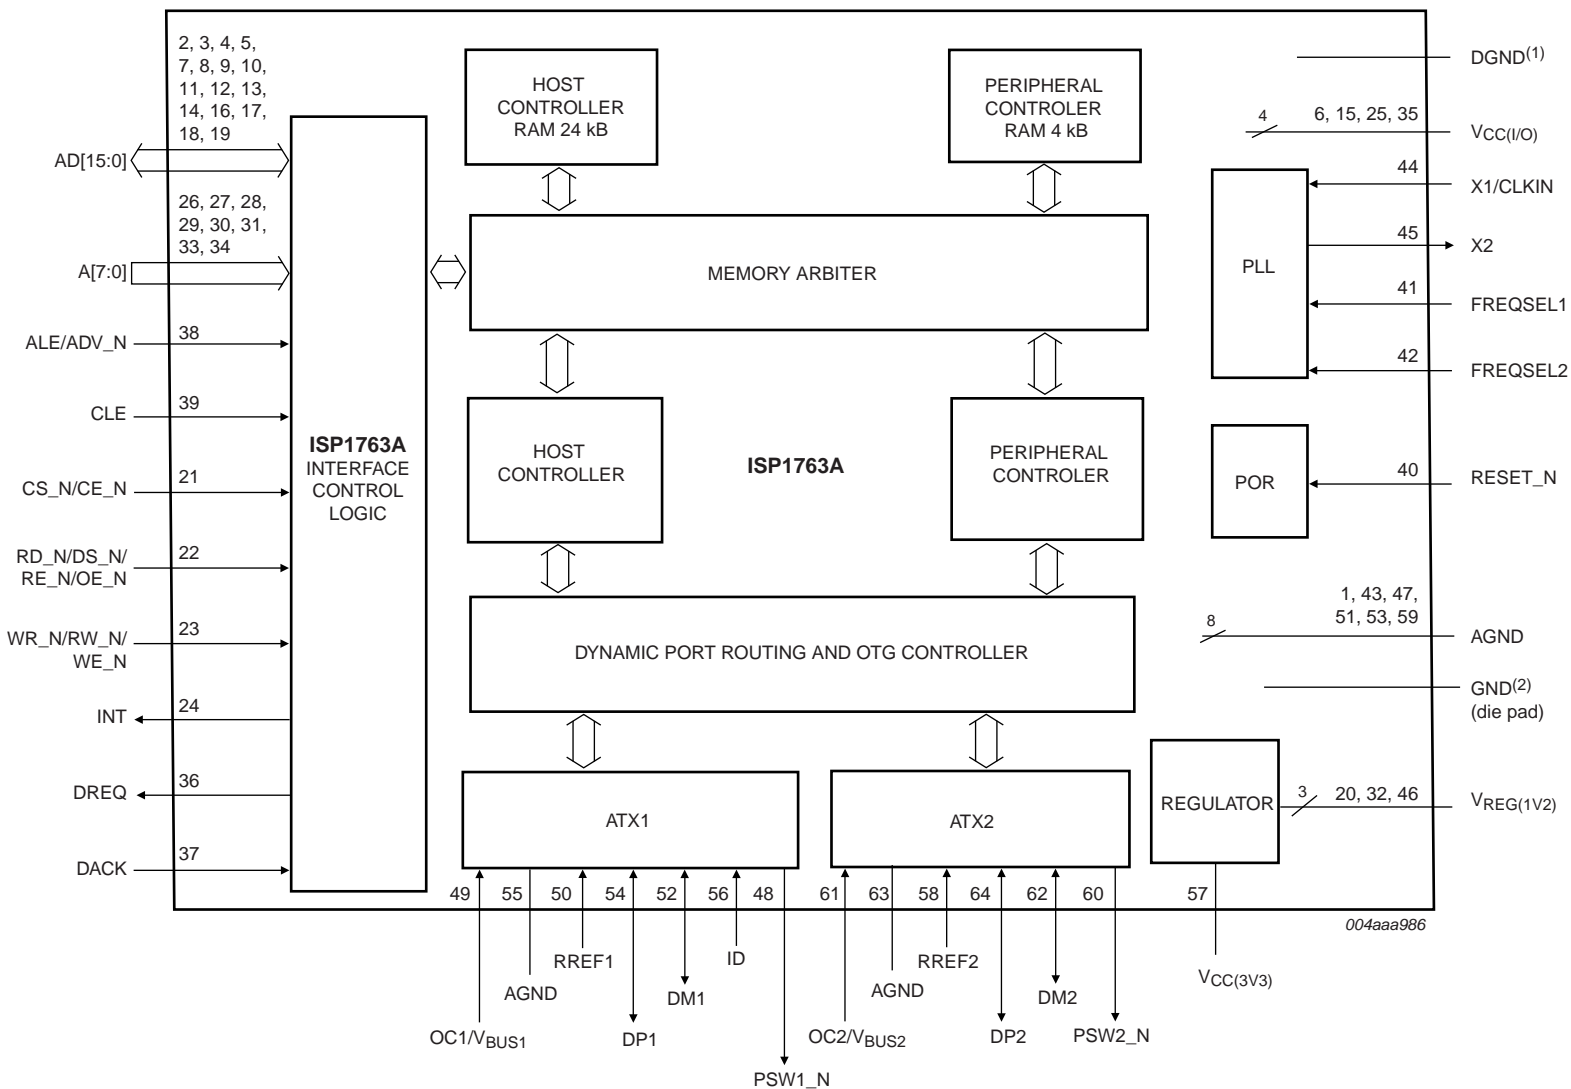 2, 3, 4, 5,
7, 8, 9, 10,
11, 12, 13,
14, 16, 17,
18, 19
AD[15:0]
26, 27, 28,
29, 30, 31,
33, 34
A[7:0]
ALE/ADV_N
38
CLE
39
CS_N/CE_N
21
RD_N/DS_N/
RE_N/OE_N
22
WR_N/RW_N/
WE_N
23
INT
24
DREQ
36
DACK
37
ISP1763A
INTERFACE
CONTROL
LOGIC
HOST
CONTROLLER
RAM 24 kB
PERIPHERAL
CONTROLER
RAM 4 kB
MEMORY ARBITER
HOST
CONTROLLER
ISP1763A
PERIPHERAL
CONTROLER
DYNAMIC PORT ROUTING AND OTG CONTROLLER
ATX1
ATX2
DGND(1)
4
6, 15, 25, 35
VCC(I/O)
PLL
44
X1/CLKIN
45
X2
41
FREQSEL1
42
FREQSEL2
POR
40
RESET_N
1, 43, 47,
51, 53, 59
8
AGND
GND(2)
(die pad)
REGULATOR
3
20, 32, 46
VREG(1V2)
49
55
50
54
52
56
48
61
63
58
64
62
60
57
004aaa986
OC1/VBUS1
AGND
RREF1
DP1
DM1
ID
PSW1_N
OC2/VBUS2
AGND
RREF2
DP2
DM2
PSW2_N
VCC(3V3)